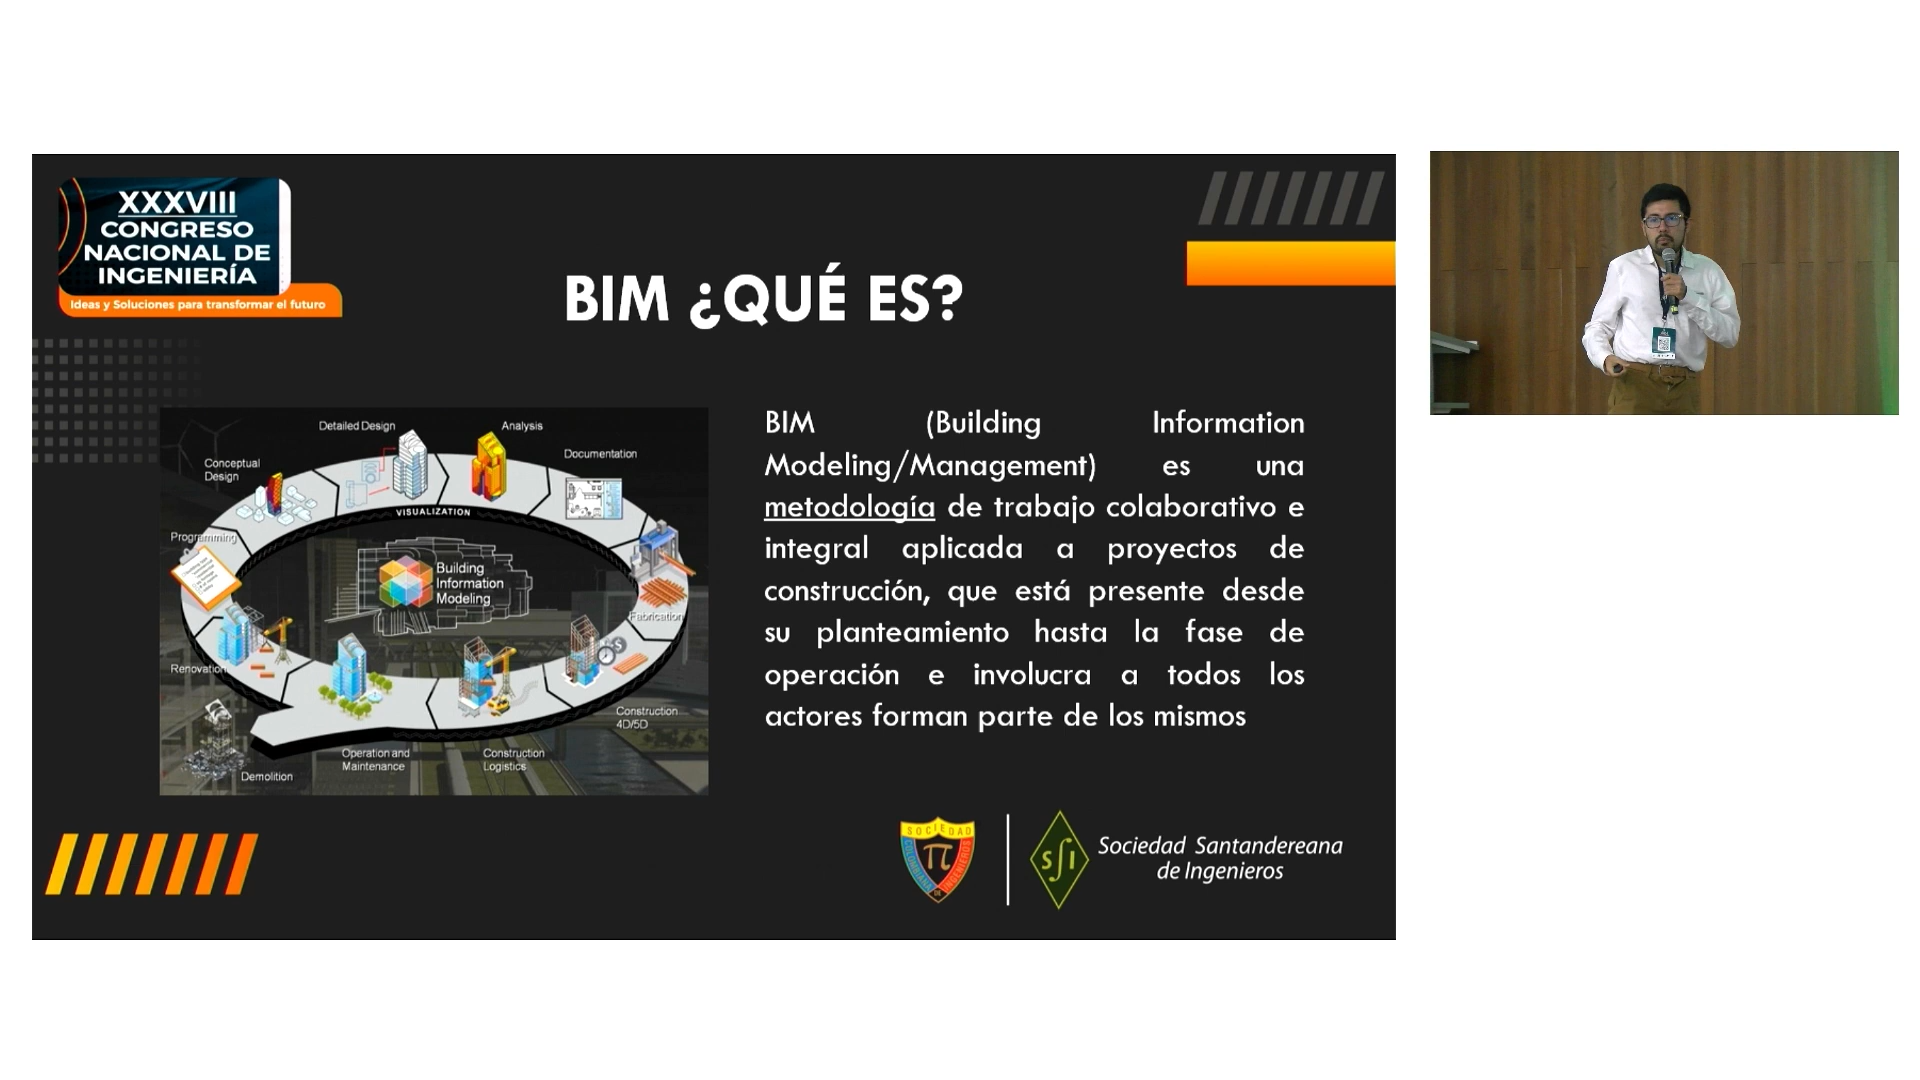 XXXVIII
CONGRESO
NACIONAL DE
INGENIERÍA
Ideas y Soluciones para transformar el futuro
BIM ¿QUÉ ES?
Detailed Design
Analysis
Conceptual
Design
Documentation
VISUALIZATION
Programming
Building
Information
Modeling
Fabrication
Renovation
Construction
4D/5D
Operation and
Maintenance
Construction
Logistics
Demolition
BIM (Building Information
Modeling/Management) es una
metodología de trabajo colaborativo e
integral aplicada a proyectos de
construcción, que está presente desde
su planteamiento hasta la fase de
operación e involucra a todos los
actores forman parte de los mismos
SOCIEDAD
COLOMBIANA
DE
INGENIEROS
S∫I
Sociedad Santandereana
de Ingenieros